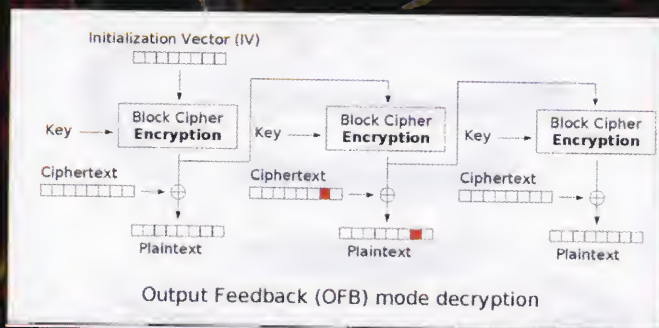 Initialization Vector (IV)
Block Cipher
Encryption
Key
Ciphertext
Plaintext
Block Cipher
Encryption
Key
Ciphertext
Plaintext
Block Cipher
Encryption
Key
Ciphertext
Plaintext
Output Feedback (OFB) mode decryption